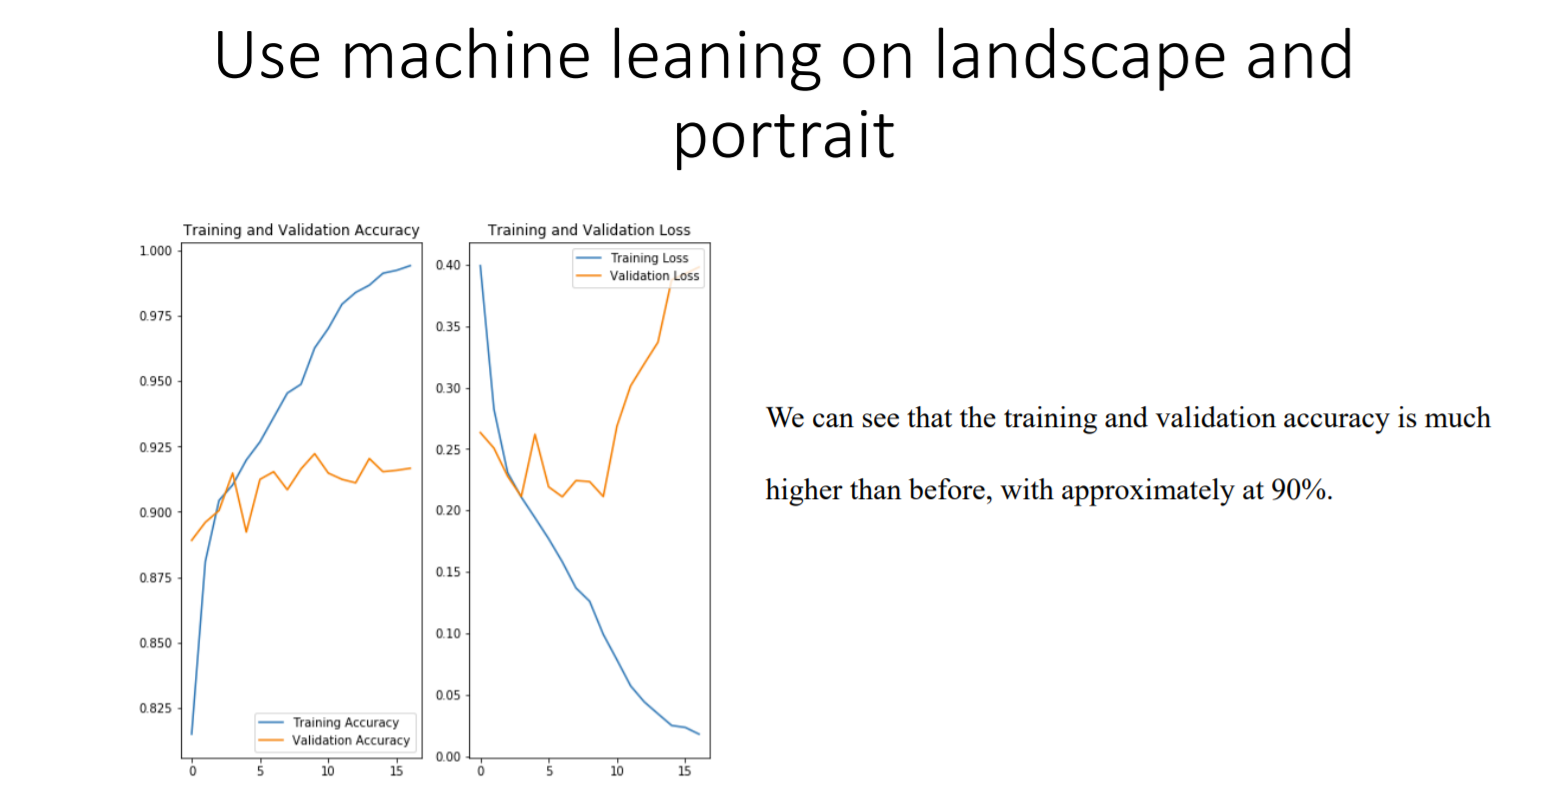 Use machine leaning on landscape and
portrait
Training and Validation Accuracy
1.000
0.975
0.950
0.925
0.900
0.875
0.850
0.825
0
5
10
15
Training Accuracy
Validation Accuracy
Training and Validation Loss
0.40
0.35
0.30
0.25
0.20
0.15
0.10
0.05
0.00
0
5
10
15
Training Loss
Validation Loss
We can see that the training and validation accuracy is much
higher than before, with approximately at 90%.